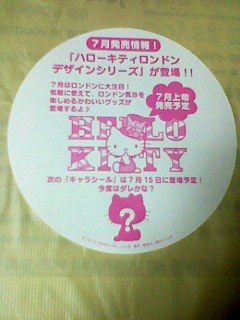 7月発売情報！
「ハローキティロンドン
デザインシリーズ」が登場！！
7月はロンドンに大注目！
気軽に使えて、ロンドン気分を
楽しめるかわいいグッズが
登場するよ♪
7月上旬
発売予定
HELLO
KITTY
次の「キャラシール」は7月15日に登場予定！
今度はダレかな？
?